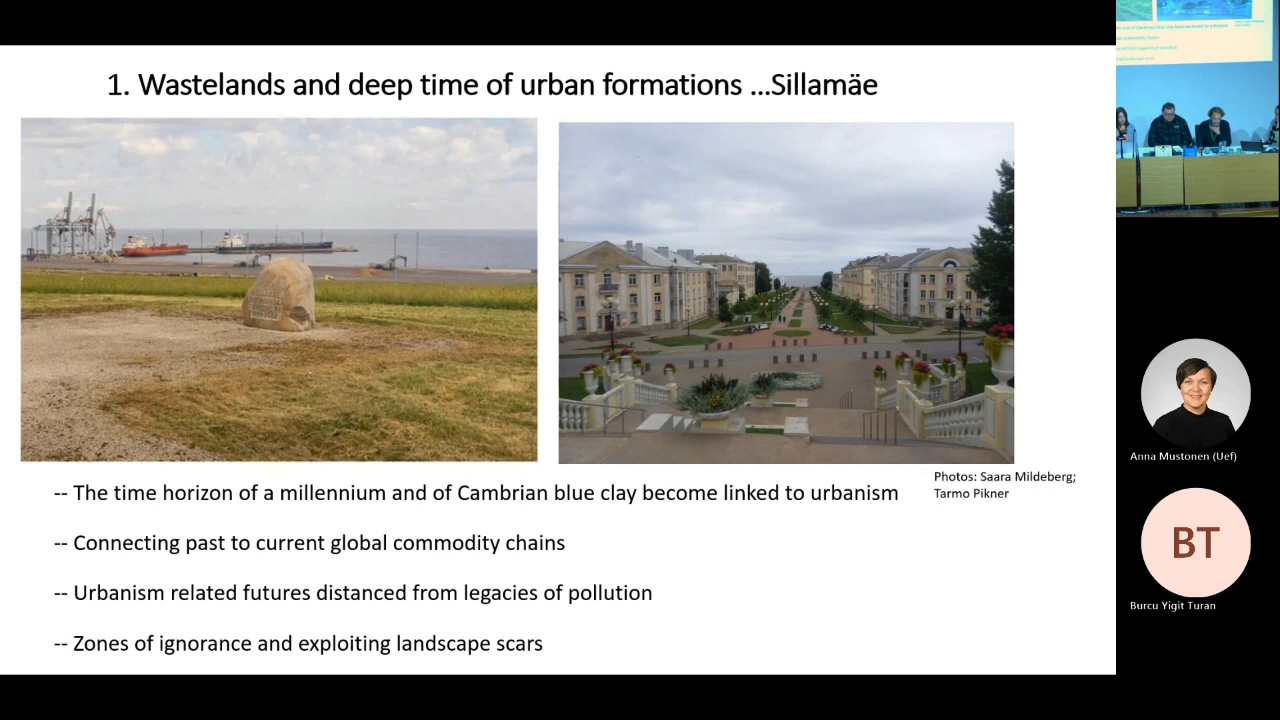 1. Wastelands and deep time of urban formations ...Sillamäe
Photos: Saara Mildeberg;
Tarmo Pikner
-- The time horizon of a millennium and of Cambrian blue clay become linked to urbanism
-- Connecting past to current global commodity chains
-- Urbanism related futures distanced from legacies of pollution
-- Zones of ignorance and exploiting landscape scars
Anna Mustonen (Uef)
BT
Burcu Yigit Turan